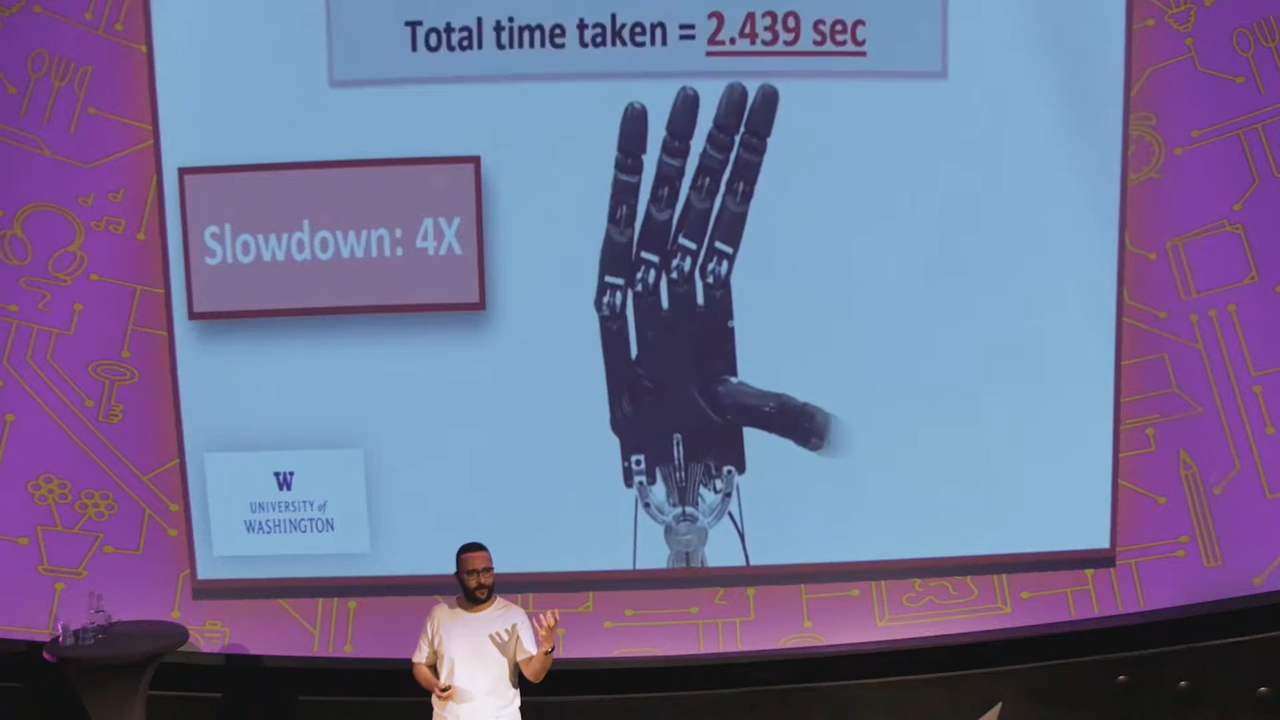 Total time taken = 2.439 sec
Slowdown: 4X
W
UNIVERSITY of
WASHINGTON